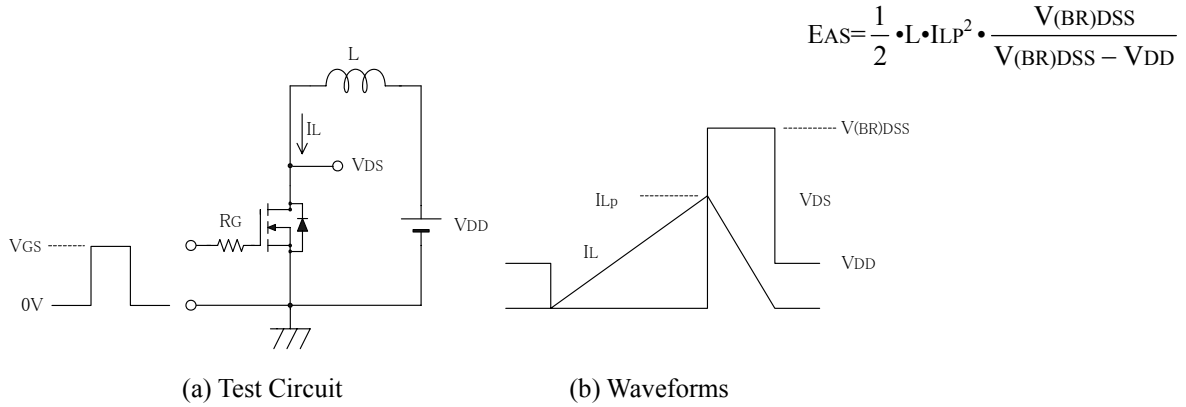 EAS=1/2•L•ILP²•V(BR)DSS/V(BR)DSS – VDD
L
IL
VDS
RG
VDD
VGS
0V
V(BR)DSS
ILp
VDS
IL
VDD
(a) Test Circuit
(b) Waveforms